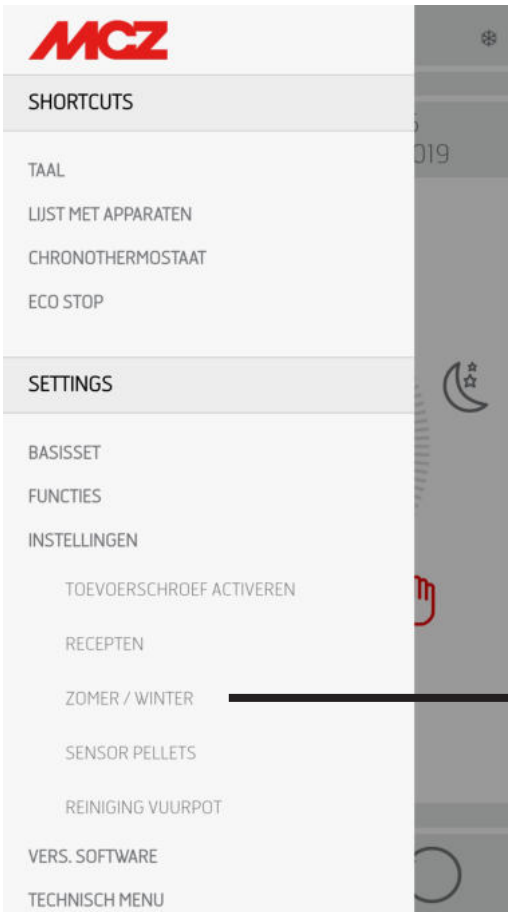 MCZ
SHORTCUTS
019
TAAL
LIJST MET APPARATEN
CHRONOTHERMOSTAAT
ECO STOP
SETTINGS
BASISSET
FUNCTIES
INSTELLINGEN
TOEVOERSCHROEF ACTIVEREN
RECEPTEN
ZOMER / WINTER
SENSOR PELLETS
REINIGING VUURPOT
VERS. SOFTWARE
TECHNISCH MENU